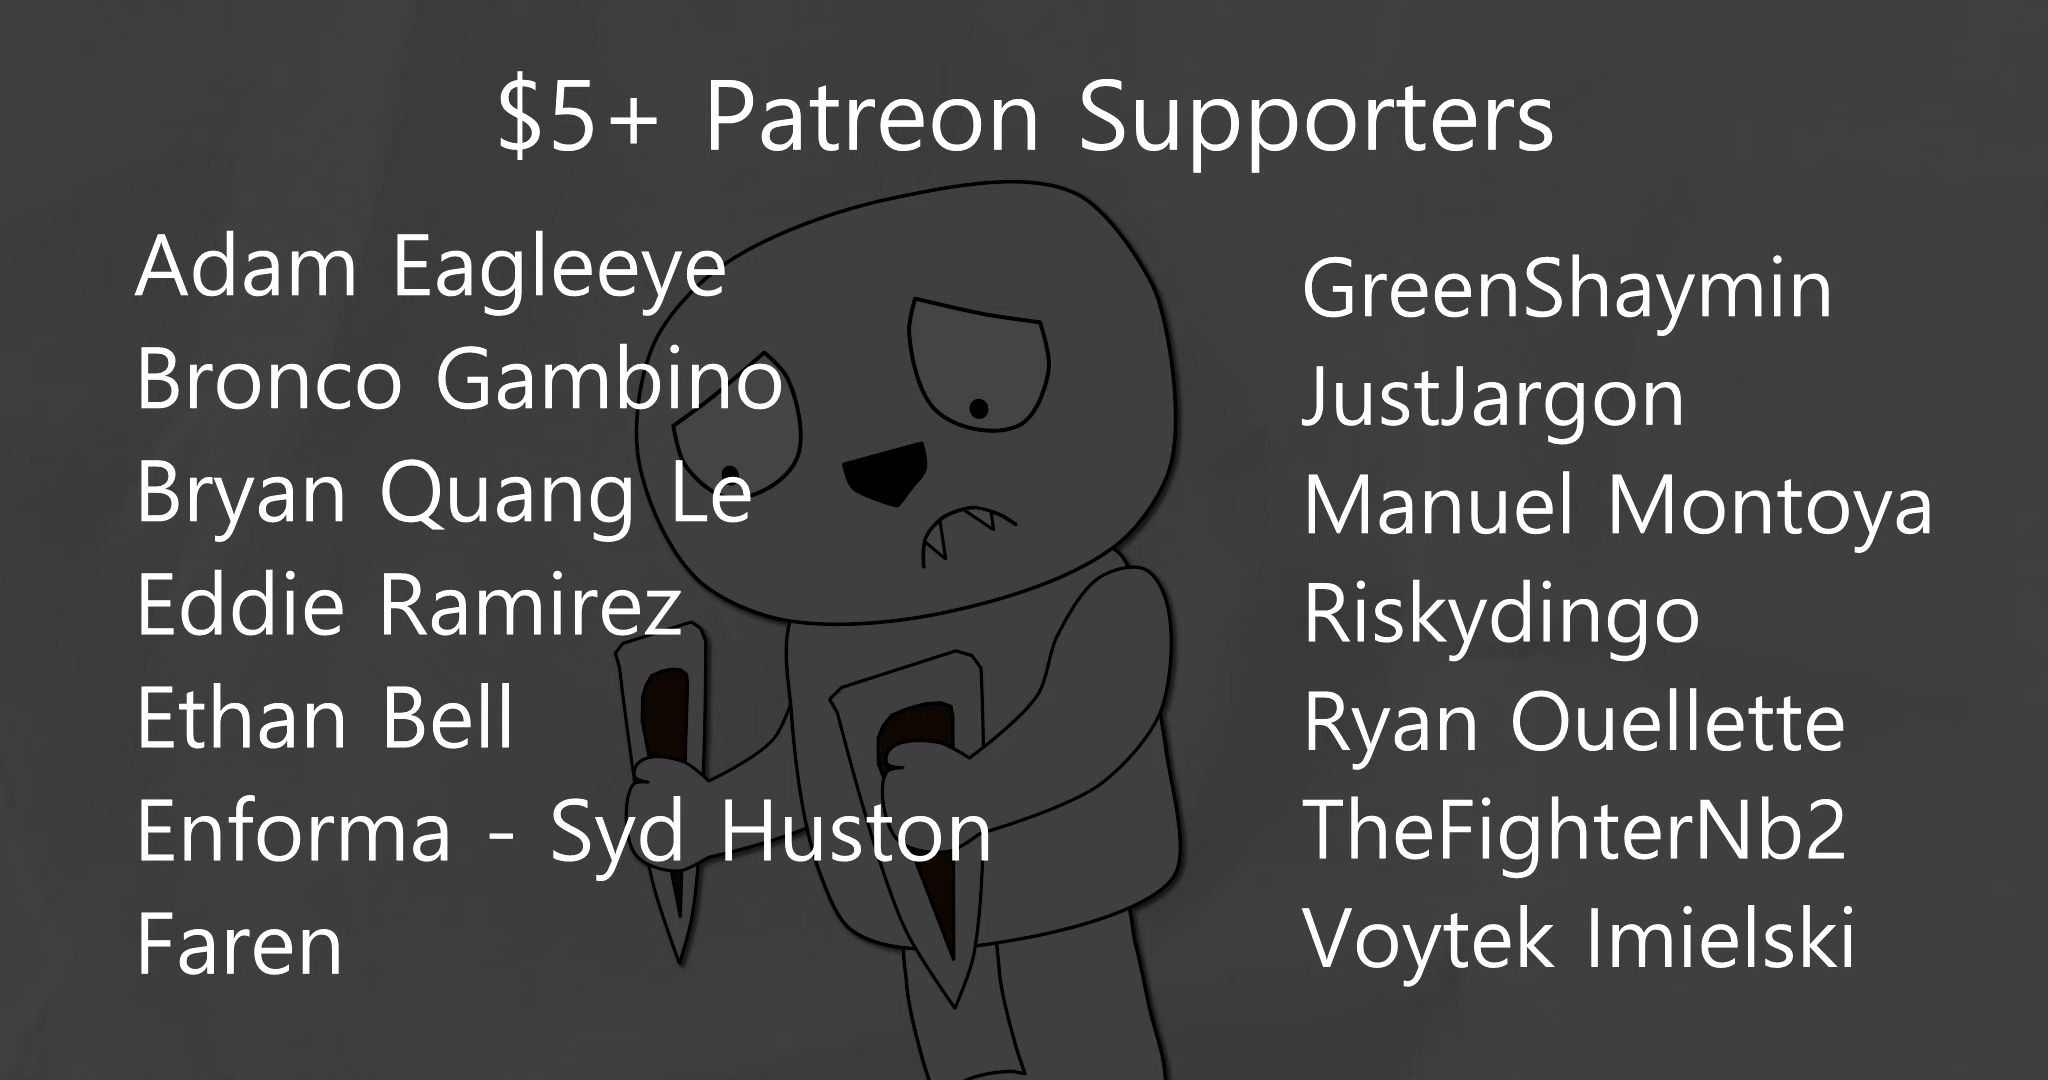 $5+ Patreon Supporters
Adam Eagleeye
Bronco Gambino
Bryan Quang Le
Eddie Ramirez
Ethan Bell
Enforma - Syd Huston
Faren
GreenShaymin
JustJargon
Manuel Montoya
Riskydingo
Ryan Ouellette
TheFighterNb2
Voytek Imielski